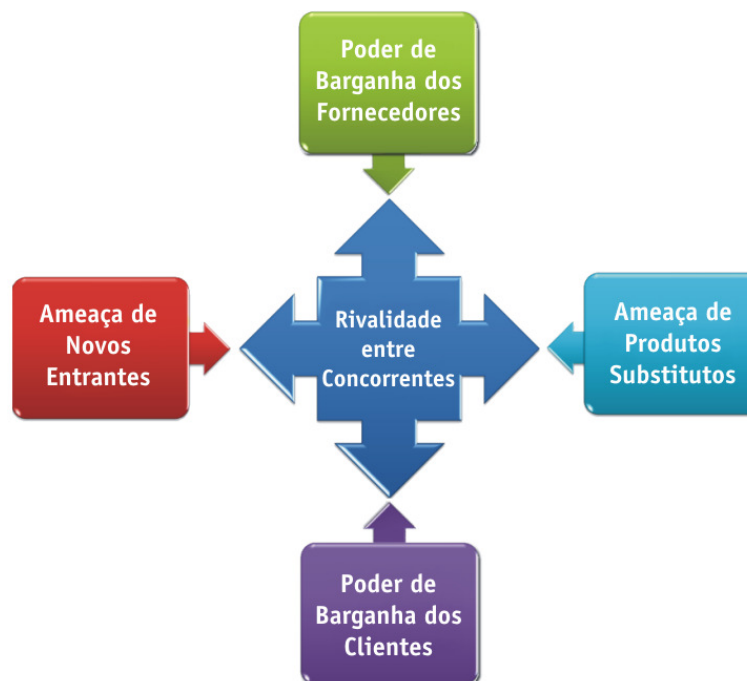 Poder de
Barganha dos
Fornecedores
Ameaça de
Novos
Entrantes
Rivalidade
entre
Concorrentes
Ameaça de
Produtos
Substitutos
Poder de
Barganha dos
Clientes